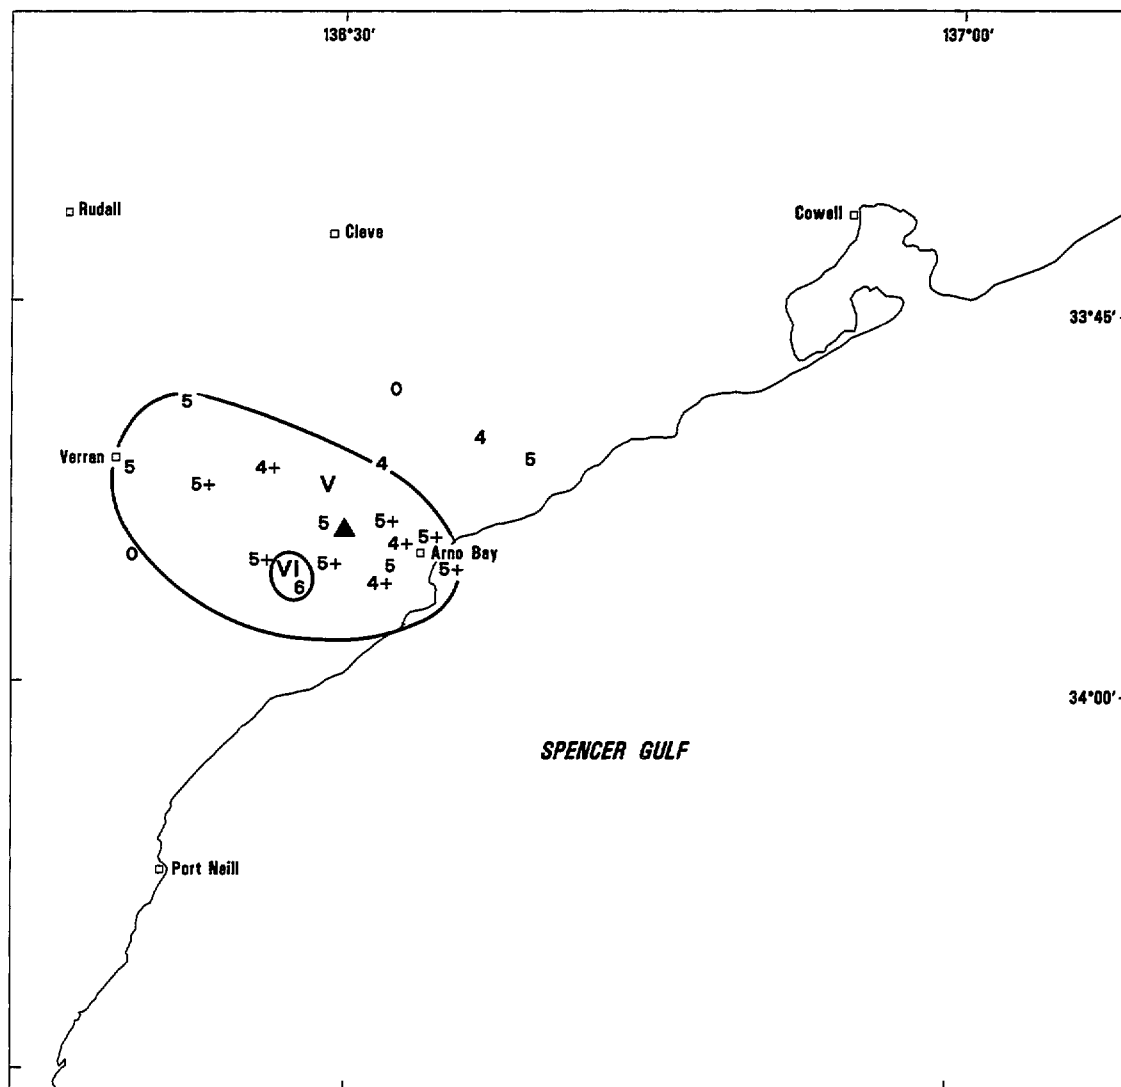 136°30'
137°00'
Rudall
Cleve
Cowell
33°45'
0
5
4
Verran
5
4+
4
5
5+
V
5
5+
5+
4+
0
Arno Bay
5+
5+
5
5+
VI
4+
6
34°00'
SPENCER GULF
Port Neill